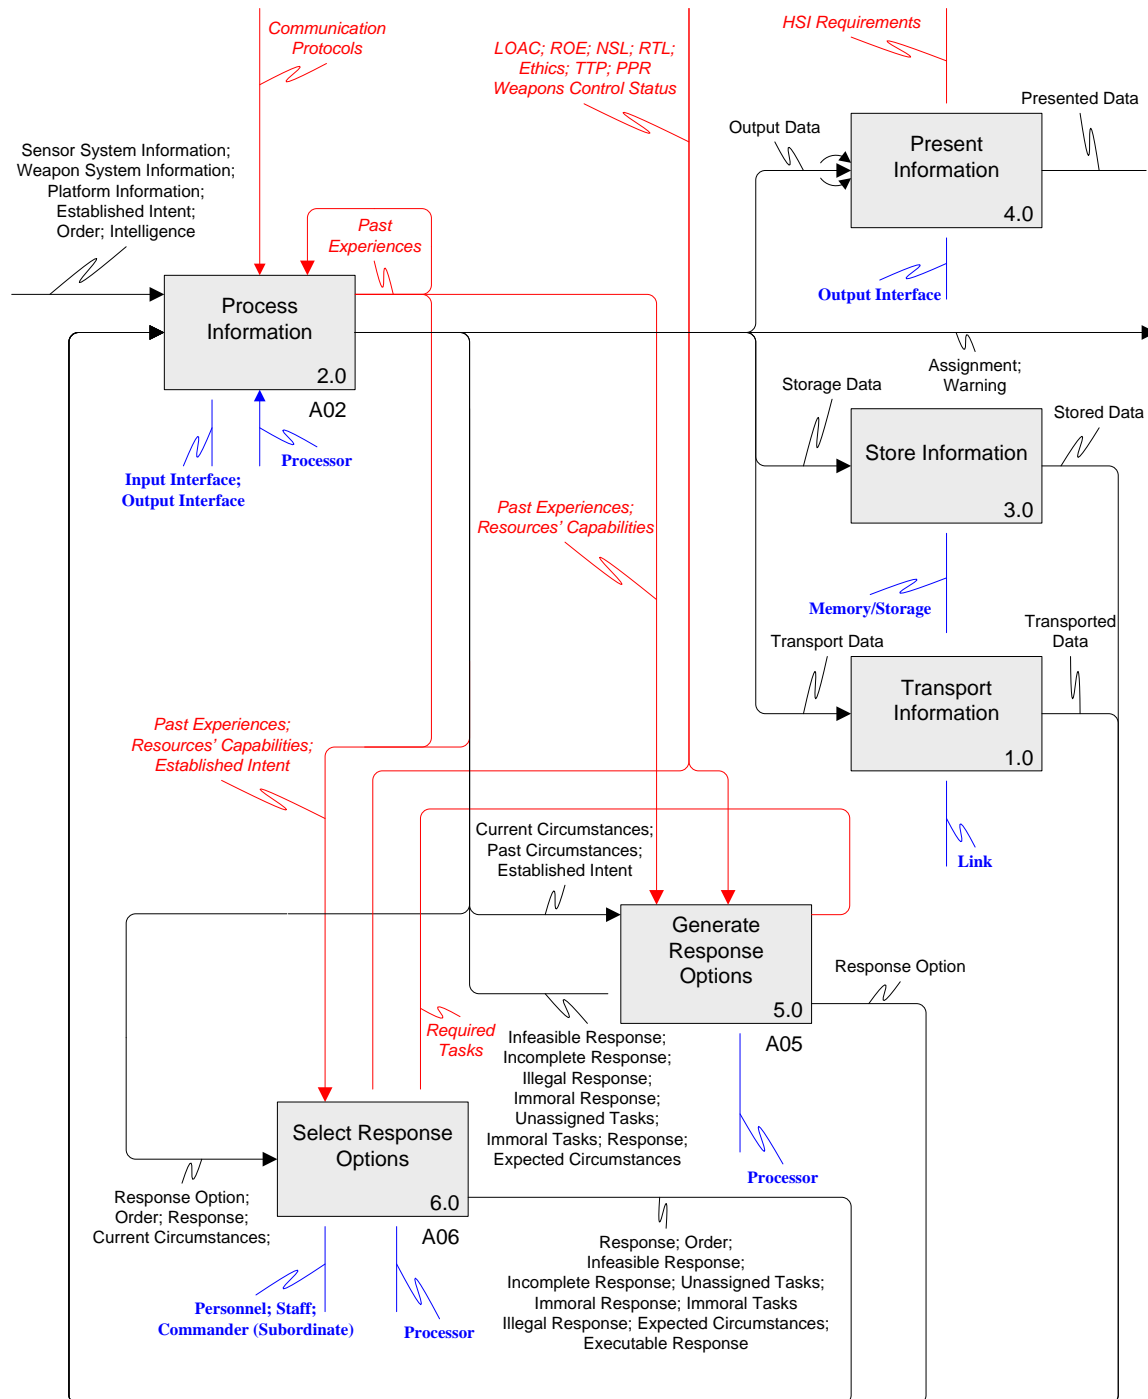 Communication
Protocols
LOAC; ROE; NSL; RTL;
Ethics; TTP; PPR
Weapons Control Status
HSI Requirements
Output Data
Presented Data
Present
Information
4.0
Output Interface
Sensor System Information;
Weapon System Information;
Platform Information;
Established Intent;
Order; Intelligence
Past
Experiences
Process
Information
2.0
A02
Input Interface;
Output Interface
Processor
Assignment;
Warning
Storage Data
Stored Data
Store Information
3.0
Memory/Storage
Past Experiences;
Resources’ Capabilities
Transport Data
Transported
Data
Transport
Information
1.0
Link
Past Experiences;
Resources’ Capabilities;
Established Intent
Current Circumstances;
Past Circumstances;
Established Intent
Generate
Response
Options
5.0
A05
Response Option
Required
Tasks
Infeasible Response;
Incomplete Response;
Illegal Response;
Immoral Response;
Unassigned Tasks;
Immoral Tasks; Response;
Expected Circumstances
Processor
Select Response
Options
6.0
A06
Response Option;
Order; Response;
Current Circumstances;
Personnel; Staff;
Commander (Subordinate)
Processor
Response; Order;
Infeasible Response;
Incomplete Response; Unassigned Tasks;
Immoral Response; Immoral Tasks
Illegal Response; Expected Circumstances;
Executable Response